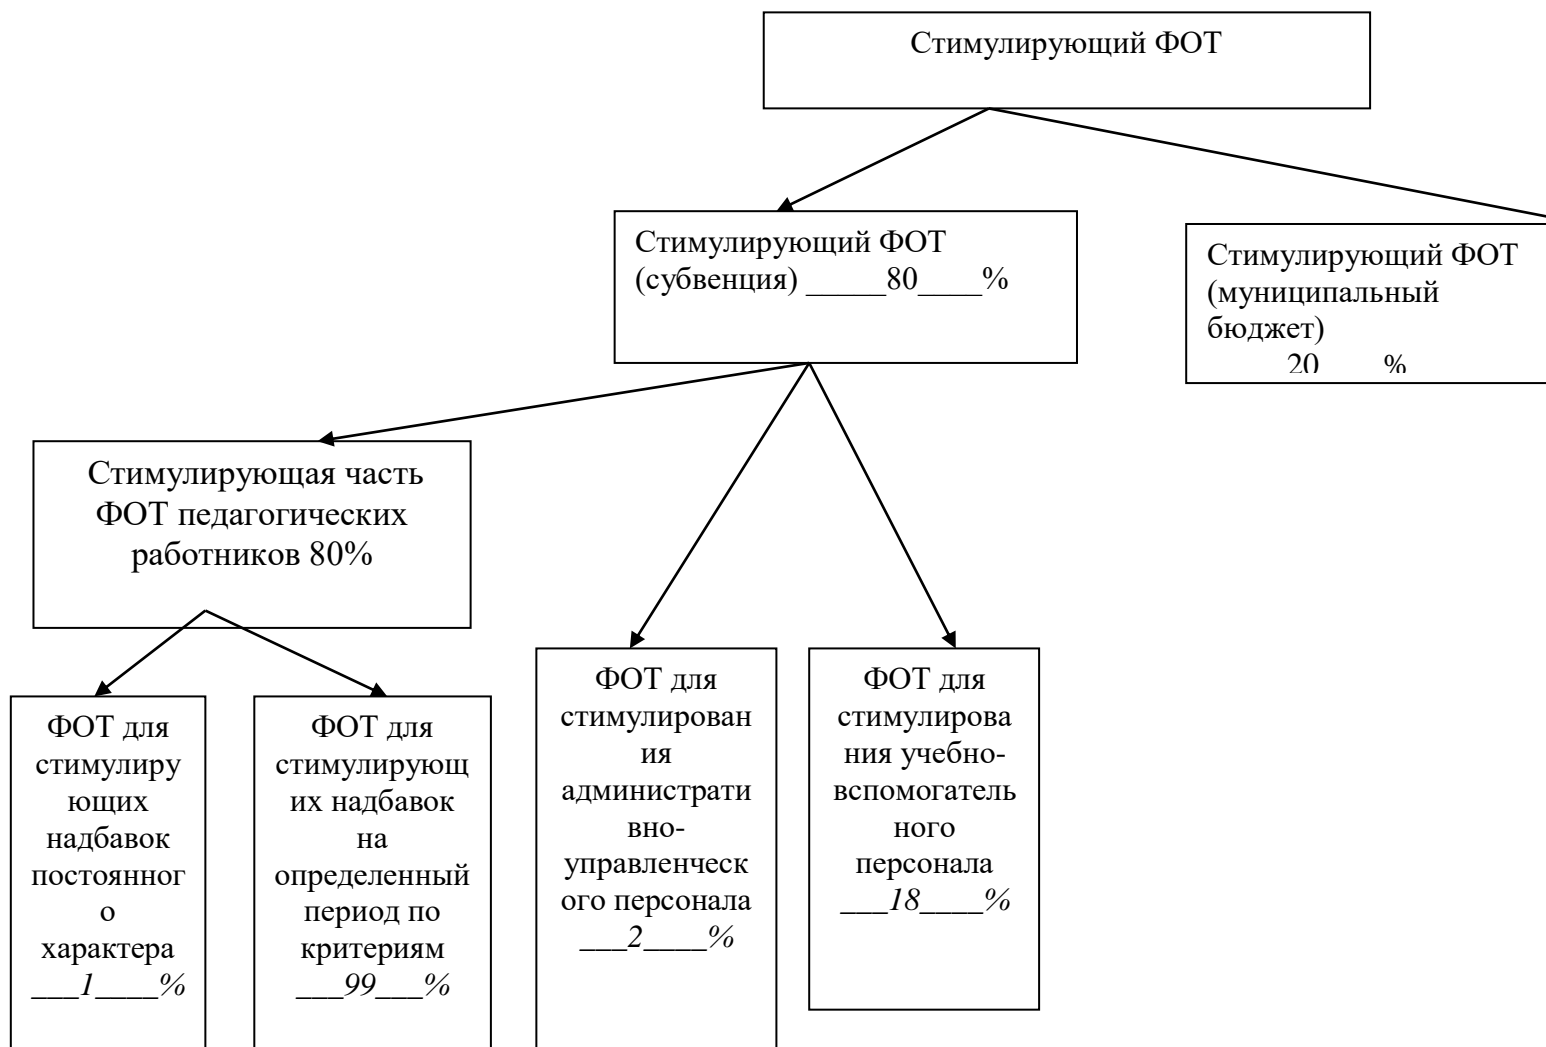 Стимулирующий ФОТ
Стимулирующий ФОТ
(субвенция) _____80____%
Стимулирующий ФОТ
(муниципальный
бюджет)
20 %
Стимулирующая часть
ФОТ педагогических
работников 80%
ФОТ для
стимулиру
ющих
надбавок
постоянног
о
характера
___1____%
ФОТ для
стимулирующ
их надбавок
на
определенный
период по
критериям
___99___%
ФОТ для
стимулирован
ия
администрати
вно-
управленческ
ого персонала
___2____%
ФОТ для
стимулирова
ния учебно-
вспомогатель
ного
персонала
___18____%